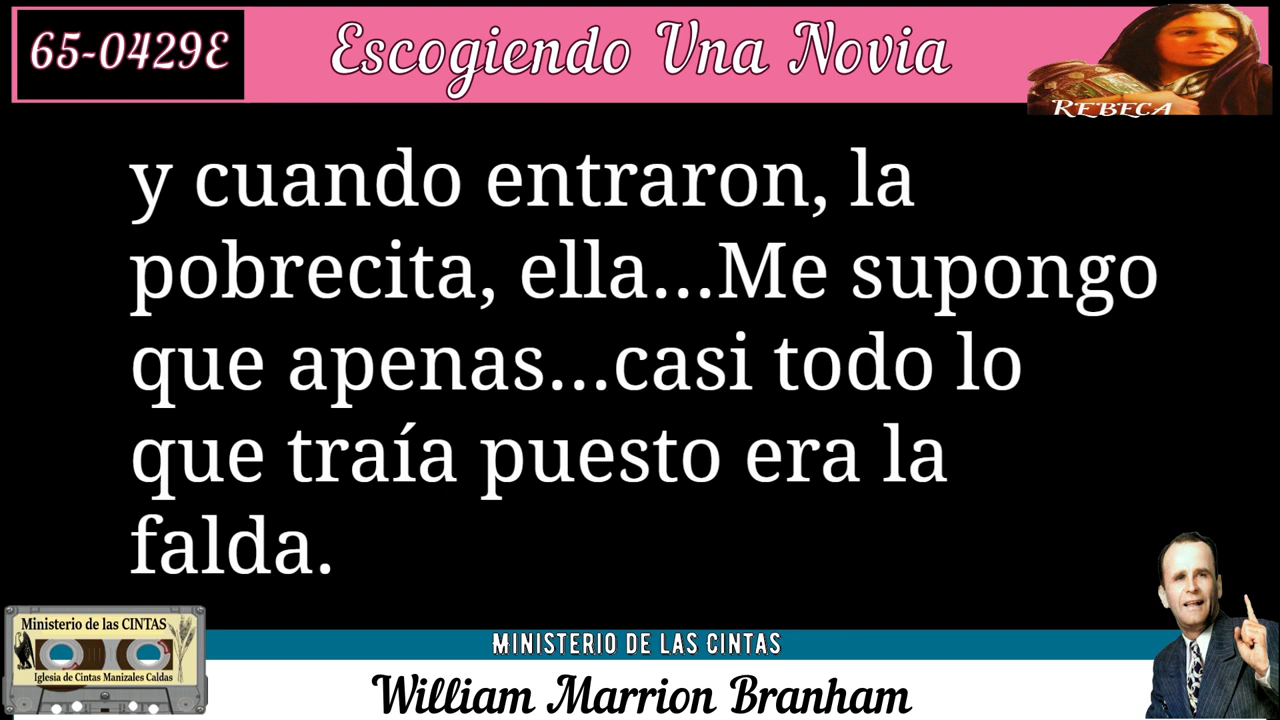 65-0429E
Escogiendo Una Novia
REBECA
y cuando entraron, la
pobrecita, ella...Me supongo
que apenas...casi todo lo
que traía puesto era la
falda.
Ministerio de las CINTAS
Iglesia de Cintas Manizales Caldas
MINISTERIO DE LAS CINTAS
William Marrion Branham